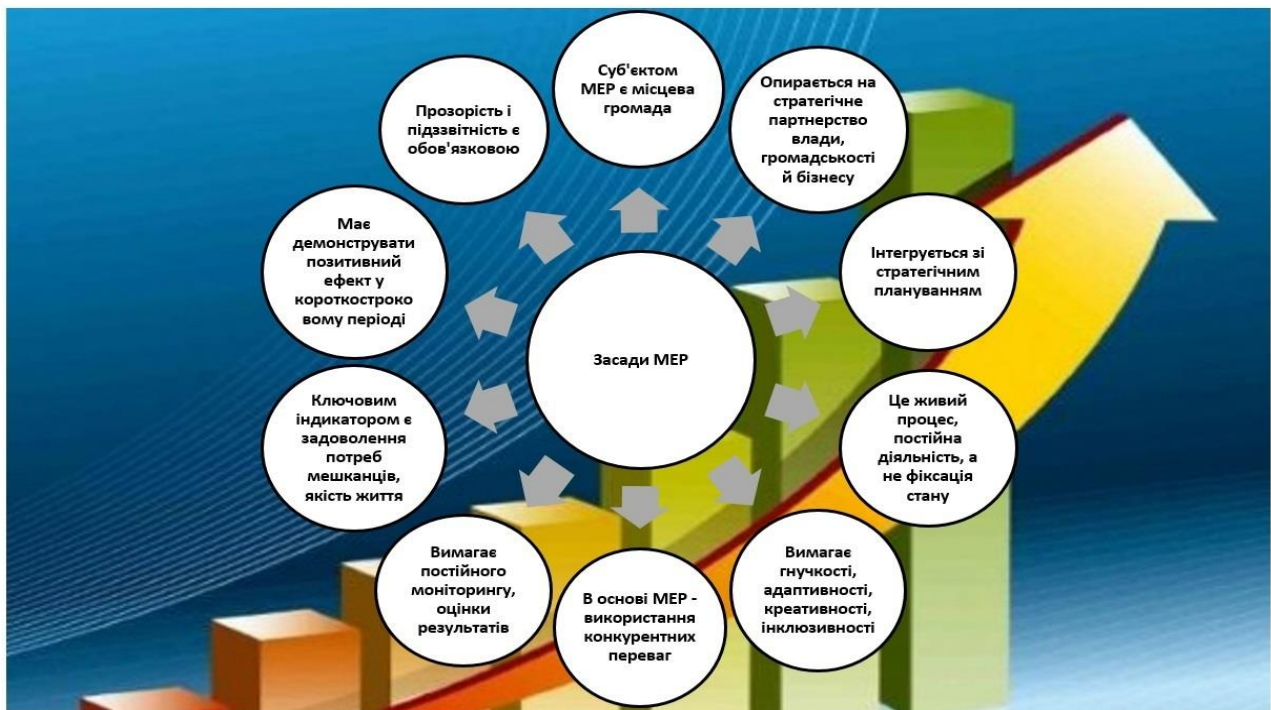 Суб'єктом
МЕР є місцева
громада
Опирається на
стратегічне
партнерство
влади,
громадськості
й бізнесу
Інтегрується зі
стратегічним
плануванням
Це живий
процес,
постійна
діяльність, а
не фіксація
стану
Вимагає
гнучкості,
адаптивності,
креативності,
інклюзивності
В основі МЕР -
використання
конкурентних
переваг
Вимагає
постійного
моніторингу,
оцінки
результатів
Ключовим
індикатором є
задоволення
потреб
мешканців,
якість життя
Має
демонструвати
позитивний
ефект у
короткостроко
вому періоді
Прозорість і
підззвітність є
обов'язковою
Засади МЕР